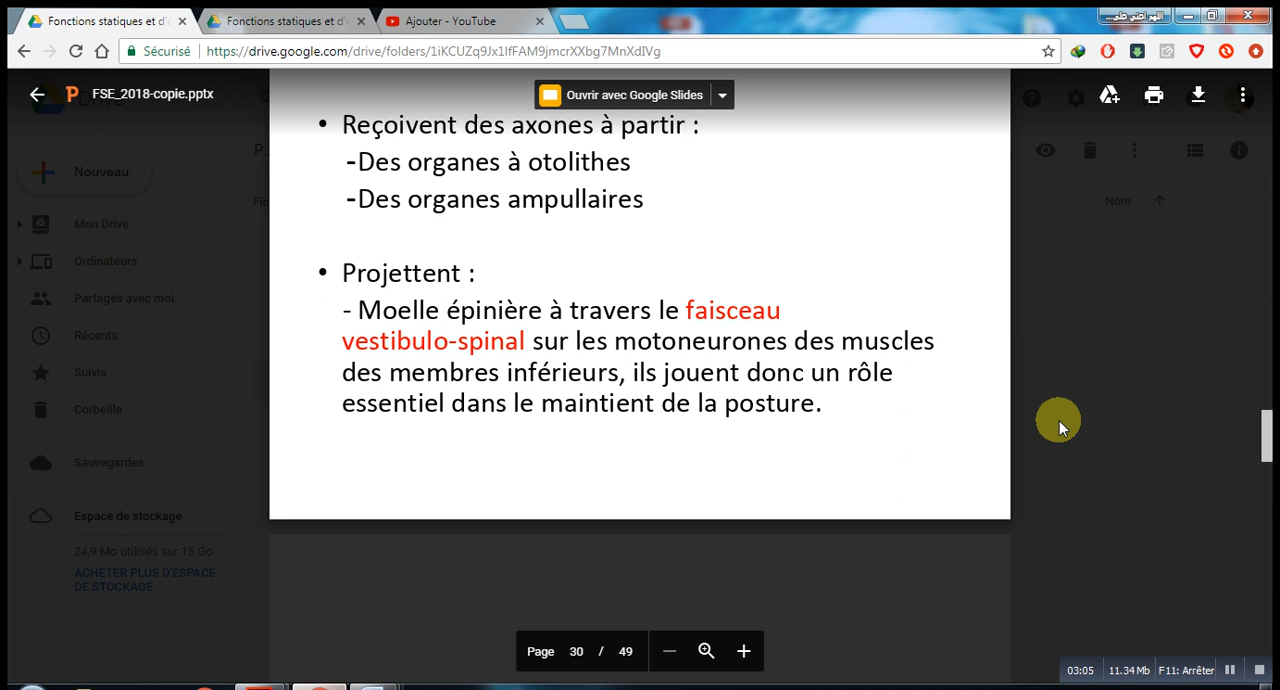 Fonctions statiques et d'
Fonctions statiques et d'
Ajouter - YouTube
Sécurisé
https://drive.google.com/drive/folders/1iKCUZq9Jx1lfFAM9jmcrXXbg7MnXdIVg
FSE_2018-copie.pptx
Ouvrir avec Google Slides
Nouveau
Mon Drive
Ordinateurs
Partagés avec moi
Récents
Suivis
Corbeille
Sauvegardes
Espace de stockage
24,9 Mo utilisés sur 15 Go
ACHETER PLUS D'ESPACE
DE STOCKAGE
Nom
• Reçoivent des axones à partir :
-Des organes à otolithes
-Des organes ampullaires
• Projettent :
- Moelle épinière à travers le faisceau
vestibulo-spinal sur les motoneurones des muscles
des membres inférieurs, ils jouent donc un rôle
essentiel dans le maintient de la posture.
Page 30 / 49
03:05 11.34 Mb F11: Arrêter